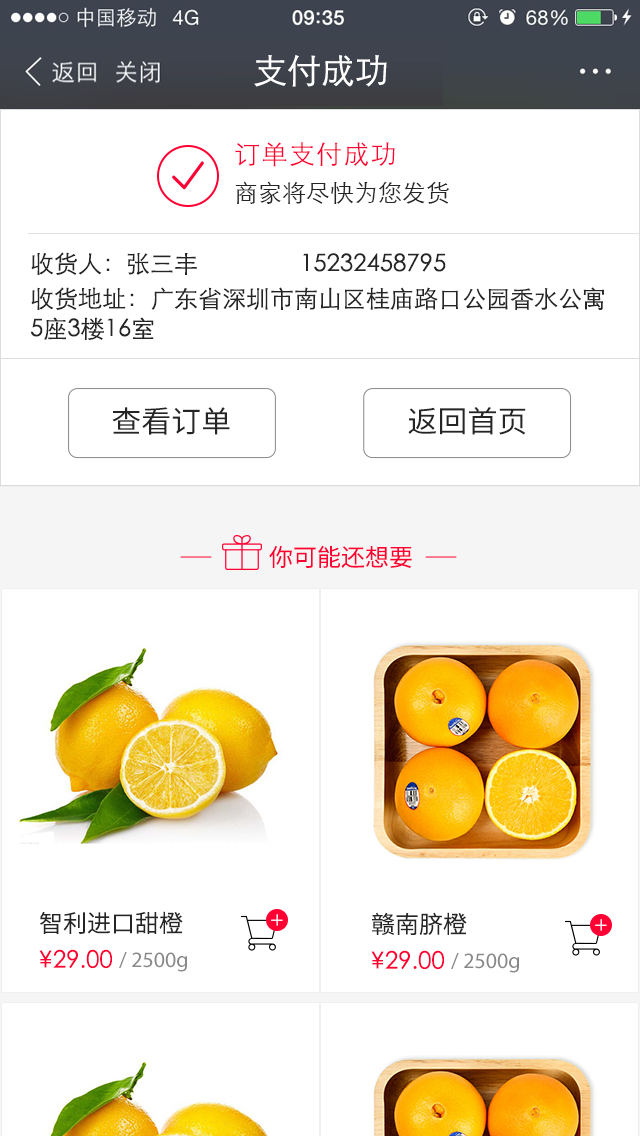 中国移动 4G 09:35 68%
返回 关闭 支付成功
订单支付成功
商家将尽快为您发货
收货人：张三丰 15232458795
收货地址：广东省深圳市南山区桂庙路口公园香水公寓
5座3楼16室
查看订单 返回首页
你可能还想要
智利进口甜橙
¥29.00 / 2500g
赣南脐橙
¥29.00 / 2500g